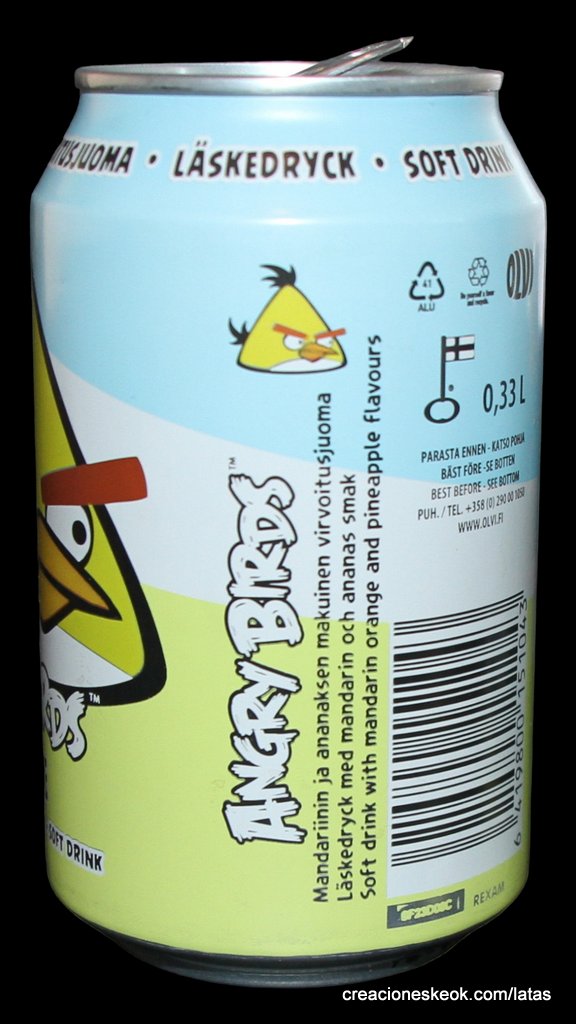 LÄSKEDRYCK • SOFT DRINK
41
ALU
OLVI
0,33 L
PARASTA ENNEN - KATSO POHJA
BÄST FÖRE - SE BOTTEN
BEST BEFORE - SEE BOTTOM
PUH. / TEL. +358 (0) 290 00 1050
WWW.OLVI.FI
ANGRY BIRDS™
Mandariinin ja ananaksen makuinen virvoitusjuoma
Läskedryck med mandarin och ananas smak
Soft drink with mandarin orange and pineapple flavours
™
SOFT DRINK
6 419800 151043
REXAM
creacioneskeok.com/latas